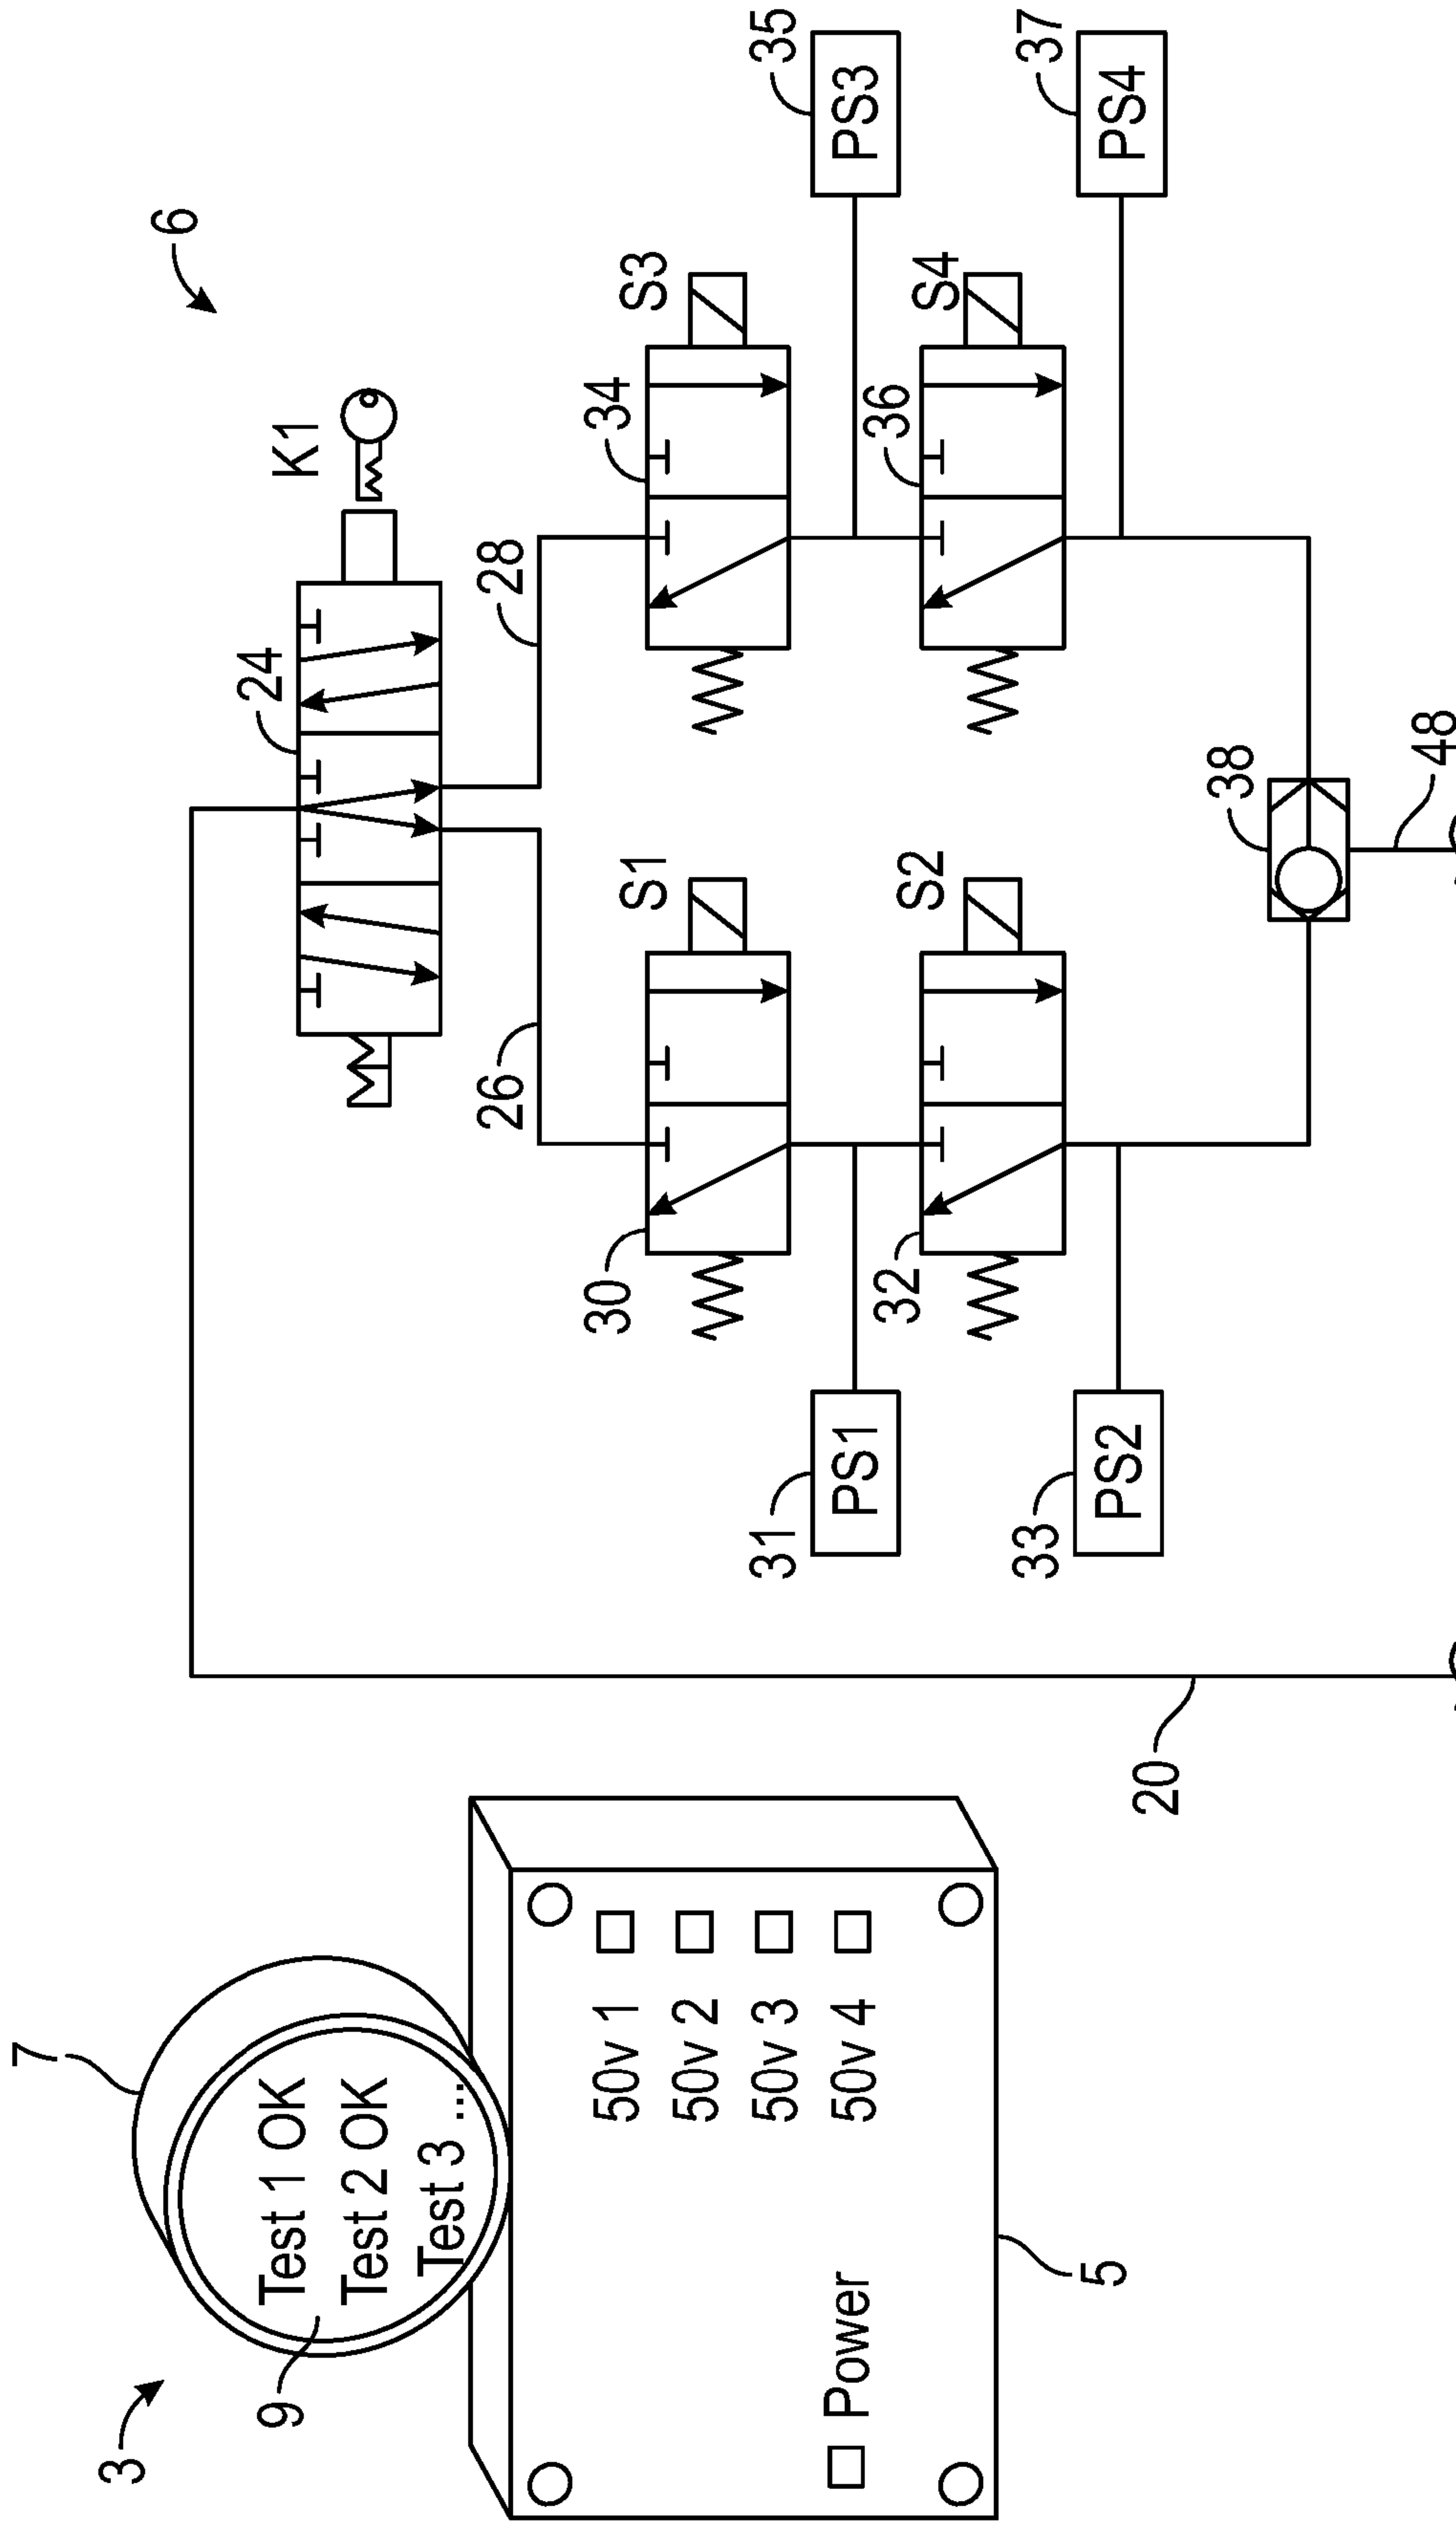 3
7
9
Test 1 OK
Test 2 OK
Test 3 ...
50v 1
50v 2
50v 3
50v 4
Power
5
6
24
K1
26
28
30
S1
34
S3
31
PS1
35
PS3
32
S2
36
S4
33
PS2
37
PS4
38
20
48